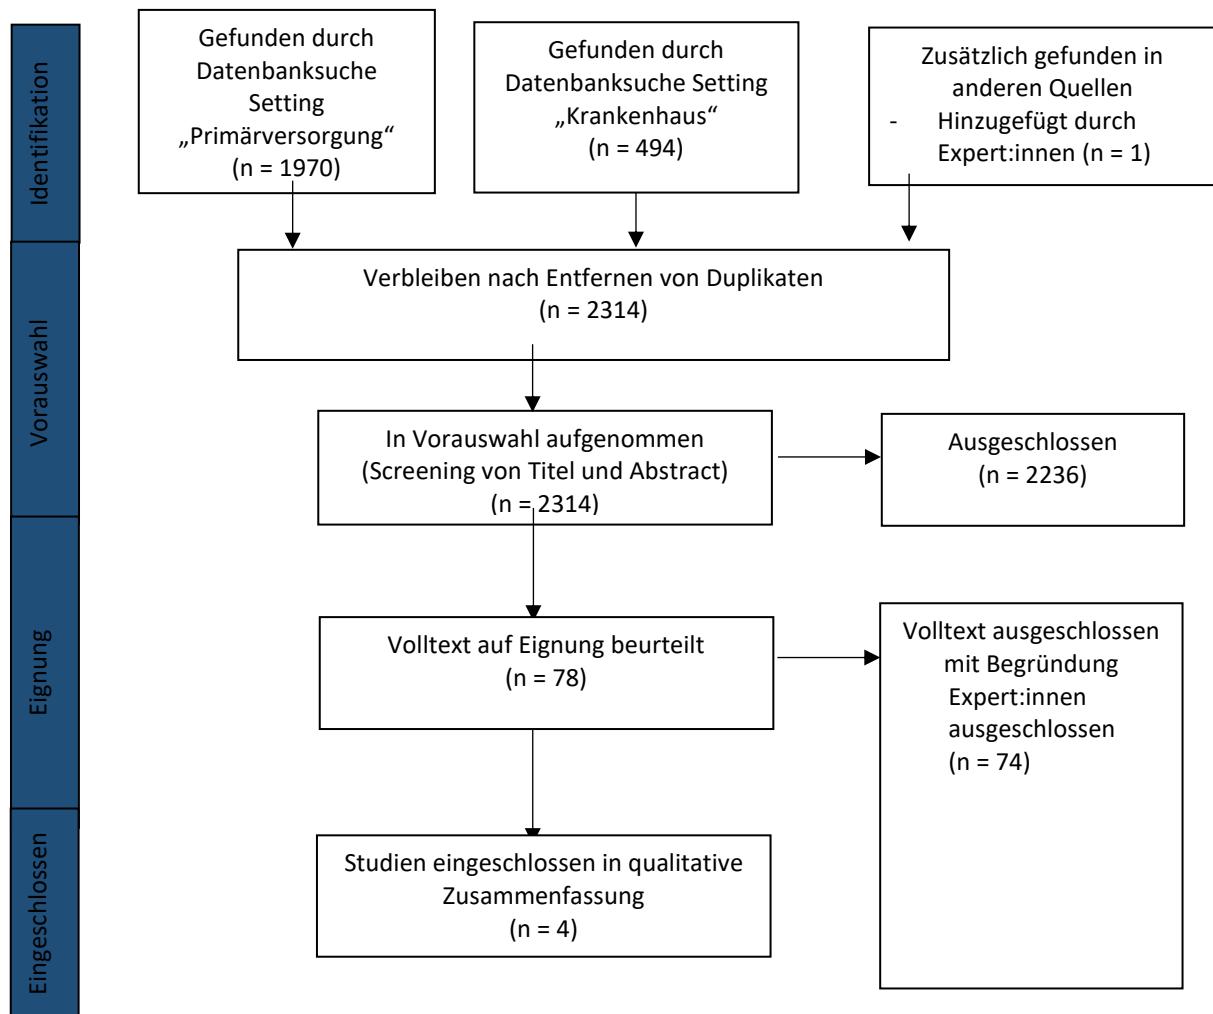 Identifikation
Gefunden durch
Datenbanksuche
Setting
„Primärversorgung“
(n = 1970)
Gefunden durch
Datenbanksuche Setting
„Krankenhaus“
(n = 494)
Zusätzlich gefunden in
anderen Quellen
- Hinzugefügt durch
Expert:innen (n = 1)
Vorauswahl
Verbleiben nach Entfernen von Duplikaten
(n = 2314)
In Vorauswahl aufgenommen
(Screening von Titel und Abstract)
(n = 2314)
Ausgeschlossen
(n = 2236)
Eignung
Volltext auf Eignung beurteilt
(n = 78)
Volltext ausgeschlossen
mit Begründung
Expert:innen
ausgeschlossen
(n = 74)
Eingeschlossen
Studien eingeschlossen in qualitative
Zusammenfassung
(n = 4)